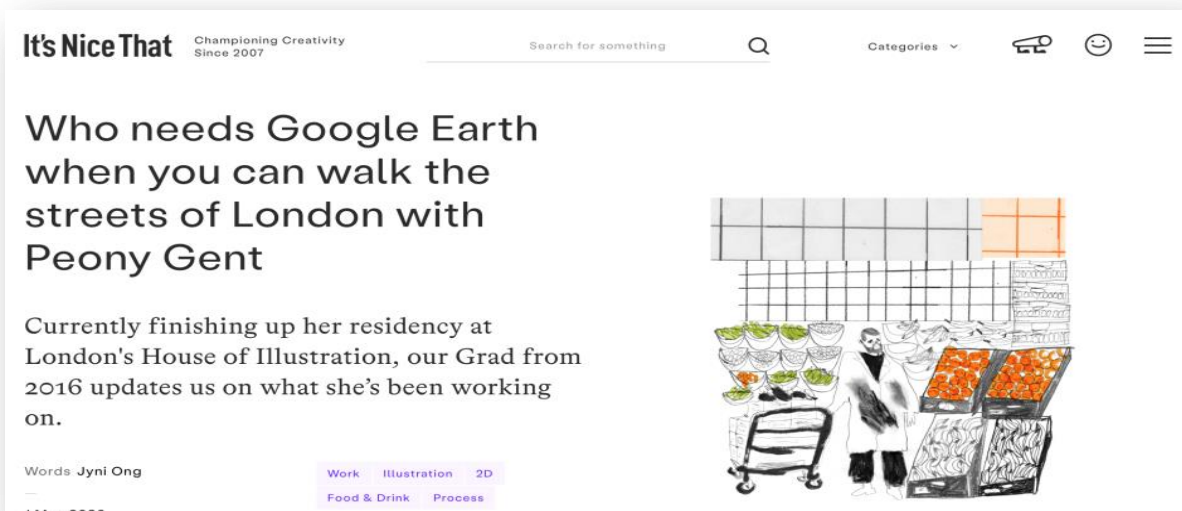 It's Nice That
Championing Creativity
Since 2007
Search for something
Categories
Who needs Google Earth
when you can walk the
streets of London with
Peony Gent
Currently finishing up her residency at
London's House of Illustration, our Grad from
2016 updates us on what she’s been working
on.
Words Jyni Ong
—
Work Illustration 2D
Food & Drink Process